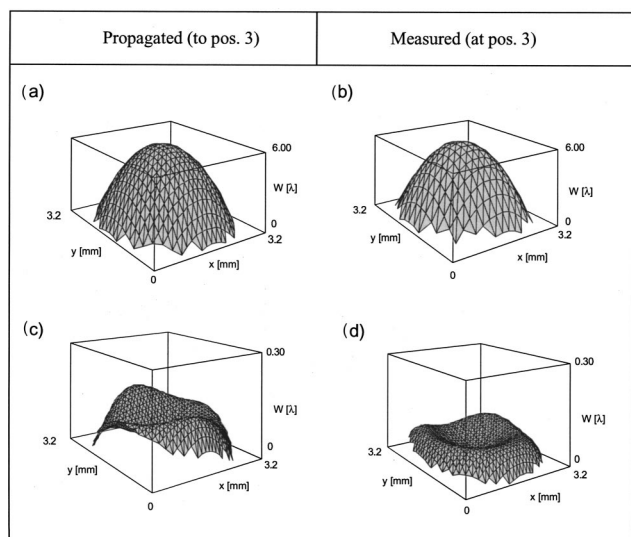 Propagated (to pos. 3)
Measured (at pos. 3)
(a)
6.00
W [λ]
0
3.2
3.2
y [mm]
x [mm]
0
(b)
6.00
W [λ]
0
3.2
3.2
y [mm]
x [mm]
0
(c)
0.30
W [λ]
0
3.2
3.2
y [mm]
x [mm]
0
(d)
0.30
W [λ]
0
3.2
3.2
y [mm]
x [mm]
0